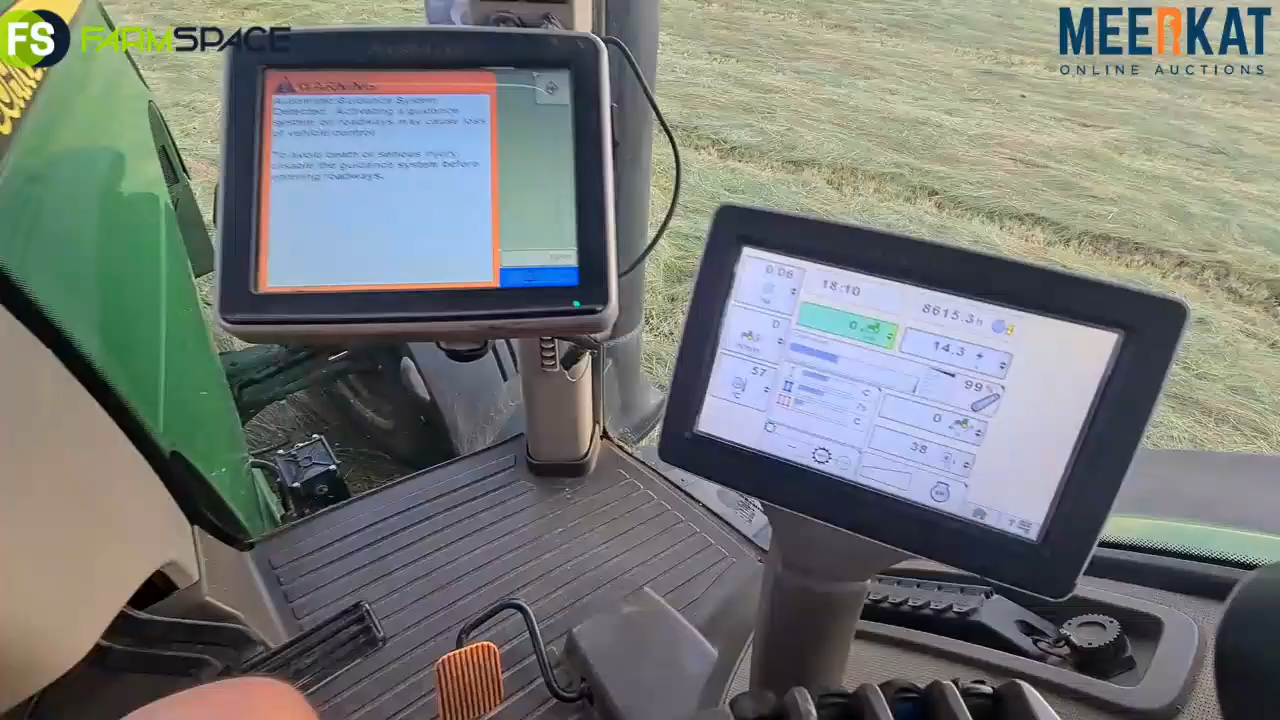 FS FARMSPACE
MEERKAT
ONLINE AUCTIONS
WARNING
Automatic Guidance System
Detected. Activating a guidance
system on roadways may cause loss
of vehicle control.
To avoid death or serious injury,
disable the guidance system before
entering roadways.
0.06
18:10
8615.3h
0
0
14.3
57
°C
99%
0
38